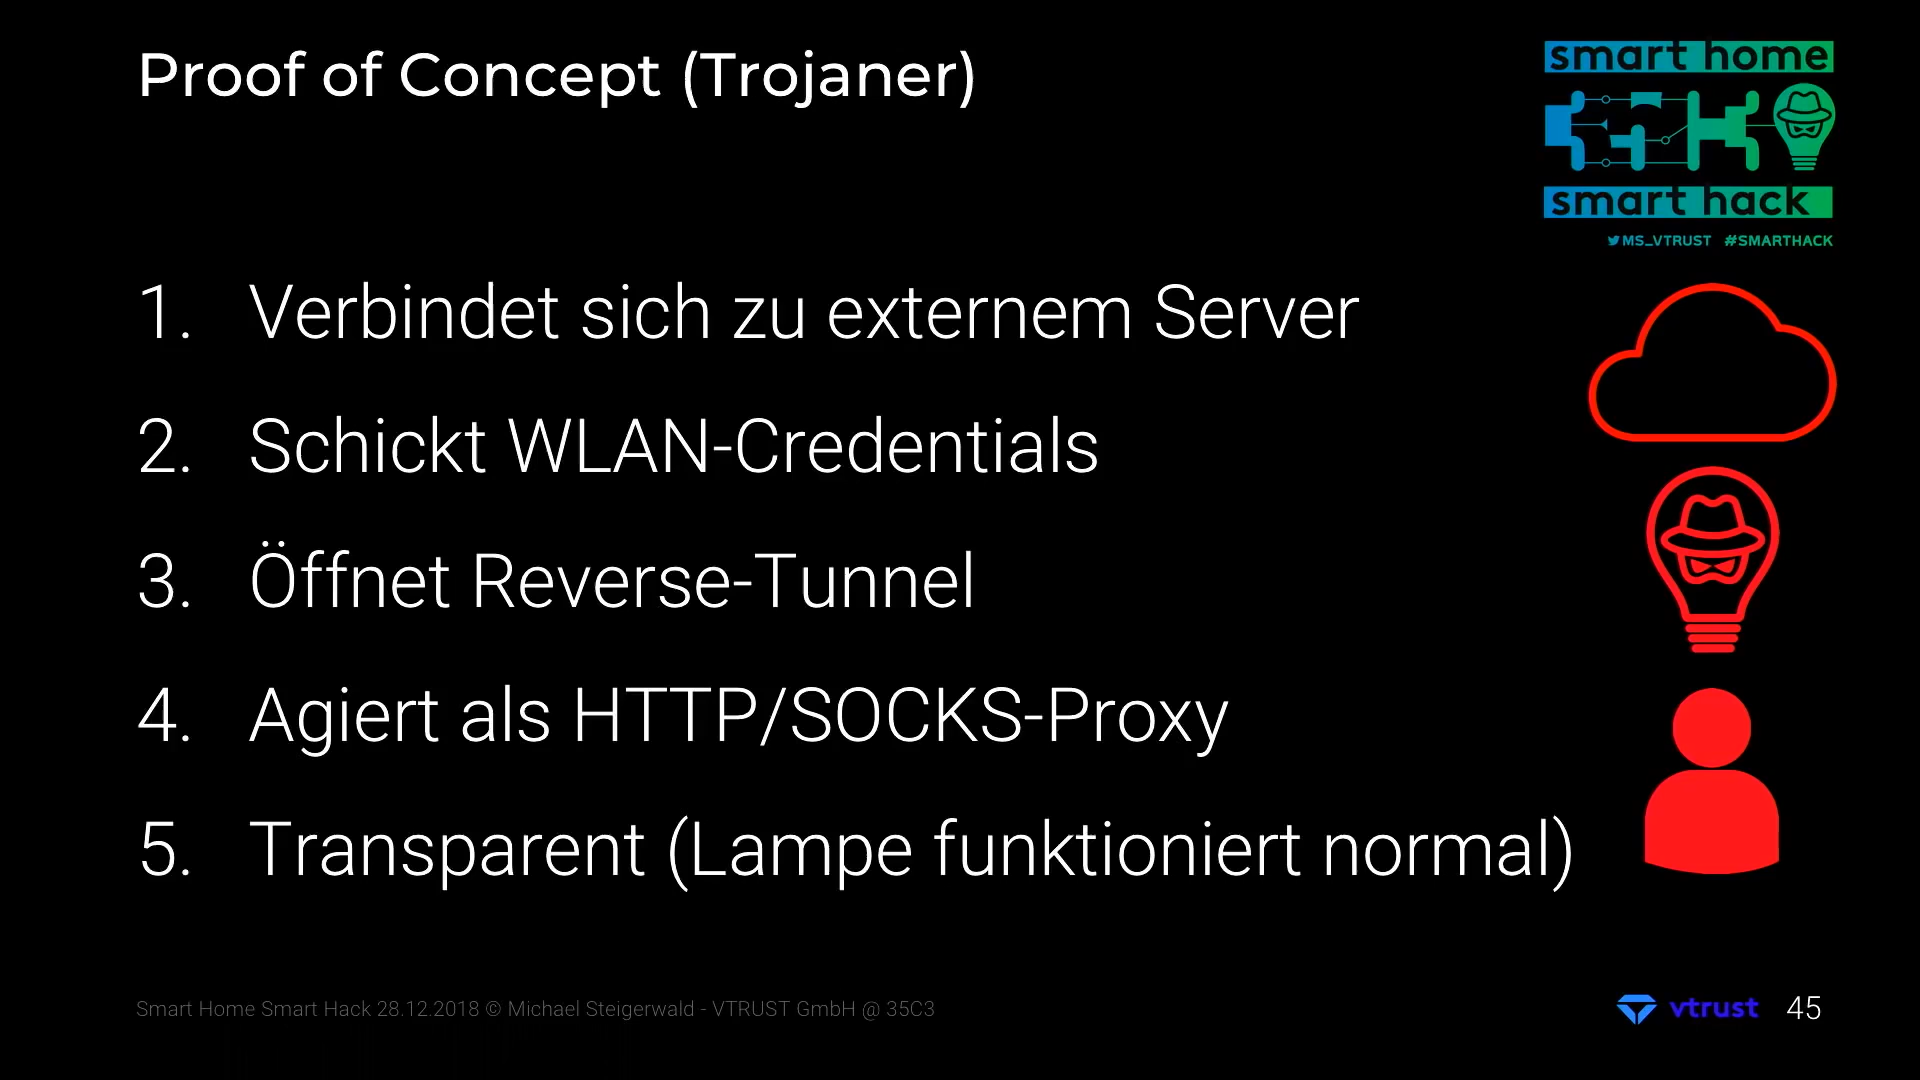 Proof of Concept (Trojaner)
smart home
35C3
smart hack
MS_VTRUST #SMARTHACK
1. Verbindet sich zu externem Server
2. Schickt WLAN-Credentials
3. Öffnet Reverse-Tunnel
4. Agiert als HTTP/SOCKS-Proxy
5. Transparent (Lampe funktioniert normal)
Smart Home Smart Hack 28.12.2018 © Michael Steigerwald - VTRUST GmbH @ 35C3
vtrust 45